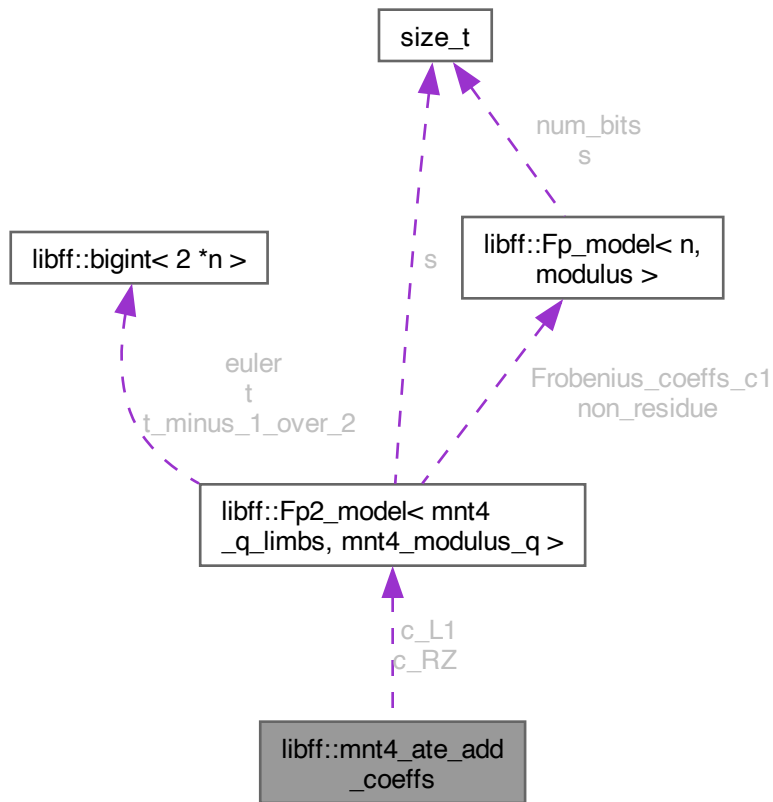 size_t
num_bits
s
libff::bigint< 2 *n >
s
libff::Fp_model< n,
modulus >
euler
t
t_minus_1_over_2
Frobenius_coeffs_c1
non_residue
libff::Fp2_model< mnt4
_q_limbs, mnt4_modulus_q >
c_L1
c_RZ
libff::mnt4_ate_add
_coeffs